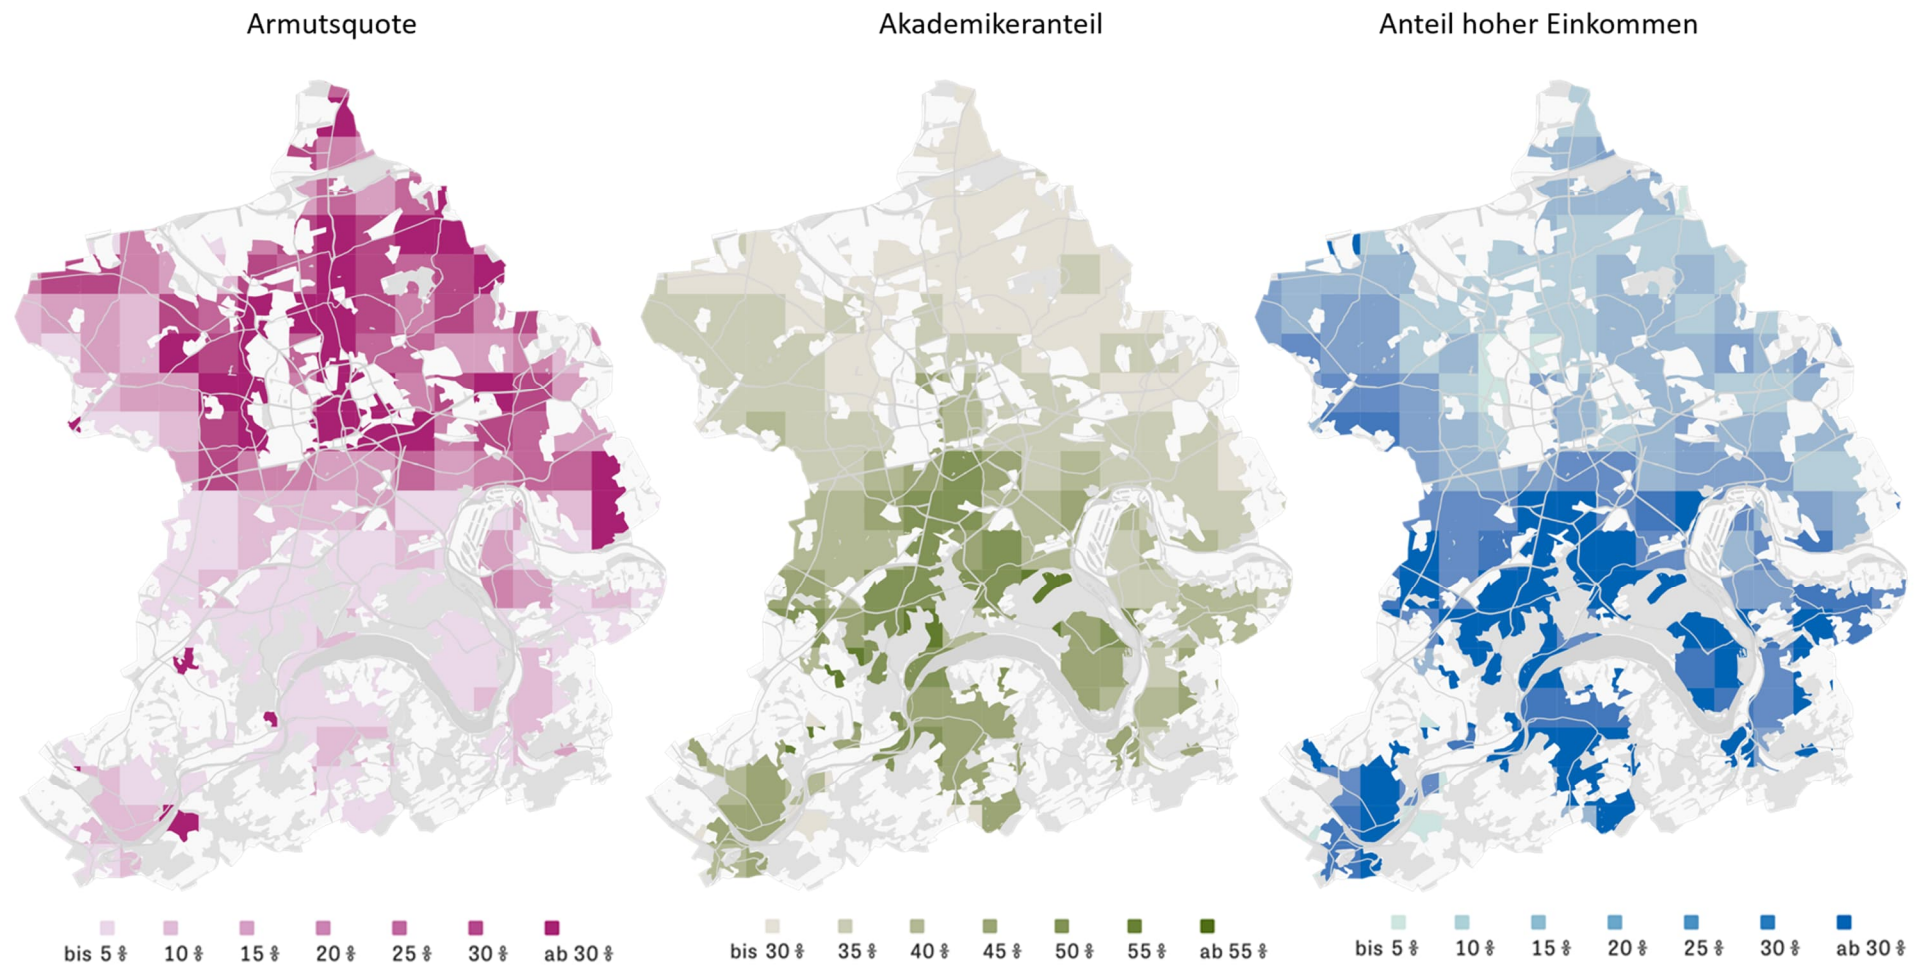 Armutsquote
Akademikeranteil
Anteil hoher Einkommen
bis 5 % 10 % 15 % 20 % 25 % 30 % ab 30 %
bis 30 % 35 % 40 % 45 % 50 % 55 % ab 55 %
bis 5 % 10 % 15 % 20 % 25 % 30 % ab 30 %